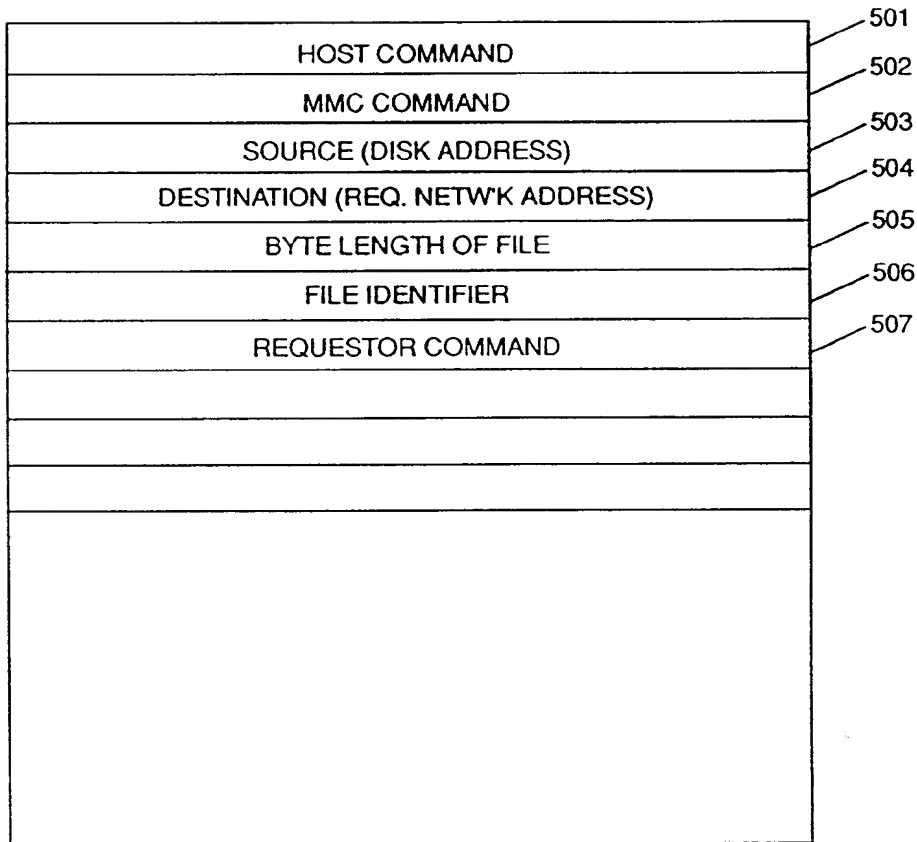 501
HOST COMMAND
502
MMC COMMAND
503
SOURCE (DISK ADDRESS)
504
DESTINATION (REQ. NETW'K ADDRESS)
505
BYTE LENGTH OF FILE
506
FILE IDENTIFIER
507
REQUESTOR COMMAND